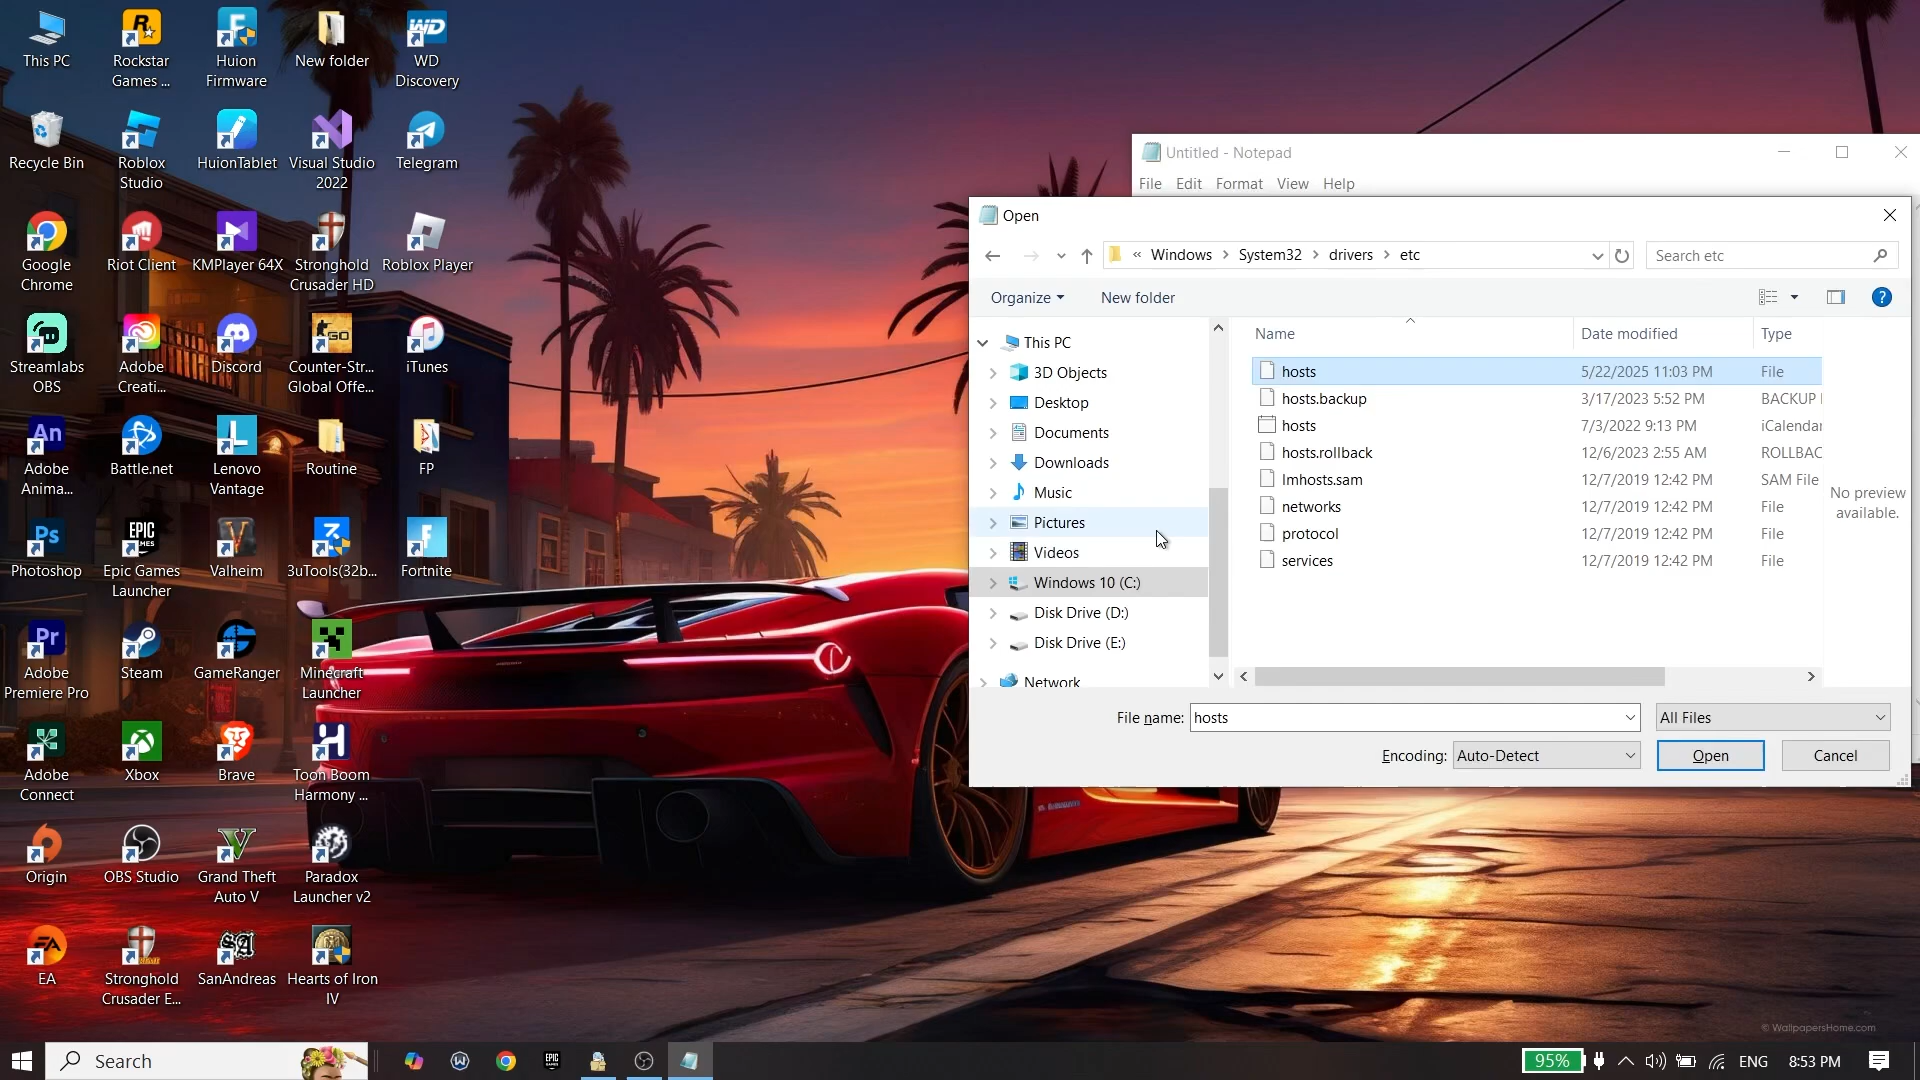 This PC
Rockstar
Games ...
Huion
Firmware
New folder
WD
Discovery
Recycle Bin
Roblox
Studio
HuionTablet
Visual Studio
2022
Telegram
Google
Chrome
Riot Client
KMPlayer 64X
Stronghold
Crusader HD
Roblox Player
Streamlabs
OBS
Adobe
Creati...
Discord
Counter-Str...
Global Offe...
iTunes
Adobe
Anima...
Battle.net
Lenovo
Vantage
Routine
FP
Photoshop
Epic Games
Launcher
Valheim
3uTools(32b...
Fortnite
Adobe
Premiere Pro
Steam
GameRanger
Minecraft
Launcher
Adobe
Connect
Xbox
Brave
Toon Boom
Harmony ...
Origin
OBS Studio
Grand Theft
Auto V
Paradox
Launcher v2
EA
Stronghold
Crusader E...
SanAndreas
Hearts of Iron
IV
Untitled - Notepad
File Edit Format View Help
Open
« Windows > System32 > drivers > etc
Search etc
Organize
New folder
This PC
3D Objects
Desktop
Documents
Downloads
Music
Pictures
Videos
Windows 10 (C:)
Disk Drive (D:)
Disk Drive (E:)
Network
Name Date modified Type
hosts 5/22/2025 11:03 PM File
hosts.backup 3/17/2023 5:52 PM BACKUP
hosts 7/3/2022 9:13 PM iCalendar
hosts.rollback 12/6/2023 2:55 AM ROLLBAC
lmhosts.sam 12/7/2019 12:42 PM SAM File
networks 12/7/2019 12:42 PM File
protocol 12/7/2019 12:42 PM File
services 12/7/2019 12:42 PM File
No preview
available.
File name: hosts
All Files
Encoding: Auto-Detect
Open
Cancel
© WallpapersHome.com
Search
95%
ENG
8:53 PM